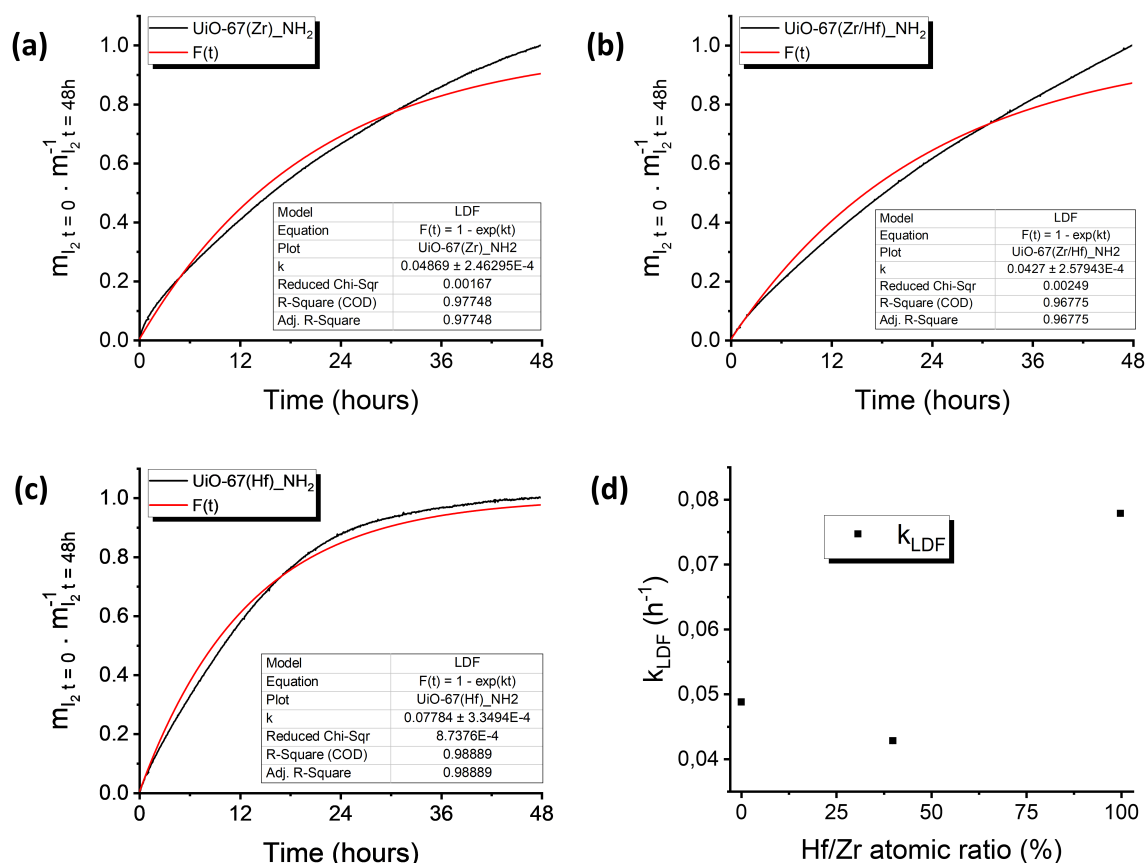 (a)
UiO-67(Zr)_NH2
F(t)
m I2 t = 0 · m-1 I2 t = 48h
1.0
0.8
0.6
0.4
0.2
0.0
Model LDF
Equation F(t) = 1 - exp(kt)
Plot UiO-67(Zr)_NH2
k 0.04869 ± 2.46295E-4
Reduced Chi-Sqr 0.00167
R-Square (COD) 0.97748
Adj. R-Square 0.97748
0 12 24 36 48
Time (hours)
(b)
UiO-67(Zr/Hf)_NH2
F(t)
m I2 t = 0 · m-1 I2 t = 48h
1.0
0.8
0.6
0.4
0.2
0.0
Model LDF
Equation F(t) = 1 - exp(kt)
Plot UiO-67(Zr/Hf)_NH2
k 0.0427 ± 2.57943E-4
Reduced Chi-Sqr 0.00249
R-Square (COD) 0.96775
Adj. R-Square 0.96775
0 12 24 36 48
Time (hours)
(c)
UiO-67(Hf)_NH2
F(t)
m I2 t = 0 · m-1 I2 t = 48h
1.0
0.8
0.6
0.4
0.2
0.0
Model LDF
Equation F(t) = 1 - exp(kt)
Plot UiO-67(Hf)_NH2
k 0.07784 ± 3.3494E-4
Reduced Chi-Sqr 8.7376E-4
R-Square (COD) 0.98889
Adj. R-Square 0.98889
0 12 24 36 48
Time (hours)
(d)
kLDF
kLDF (h-1)
0,08
0,07
0,06
0,05
0,04
0 25 50 75 100
Hf/Zr atomic ratio (%)